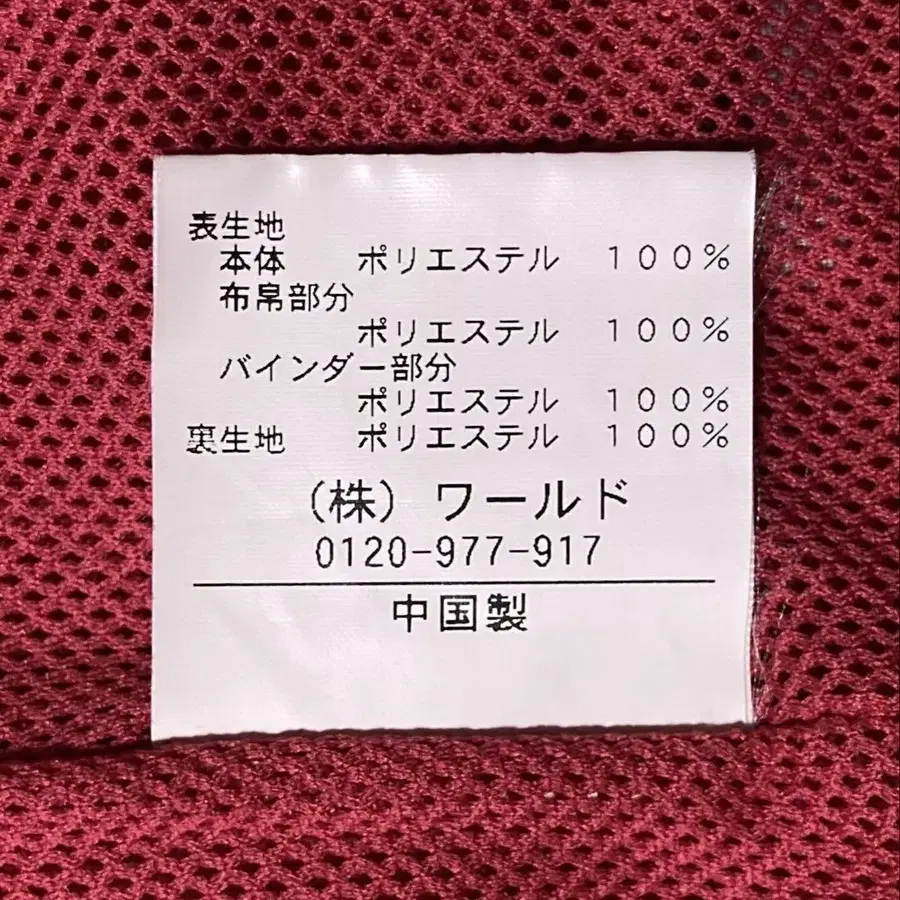 表生地
本体 ポリエステル １００％
布帛部分
ポリエステル １００％
バインダー部分
ポリエステル １００％
裏生地 ポリエステル １００％
（株）ワールド
0120-977-917
中国製